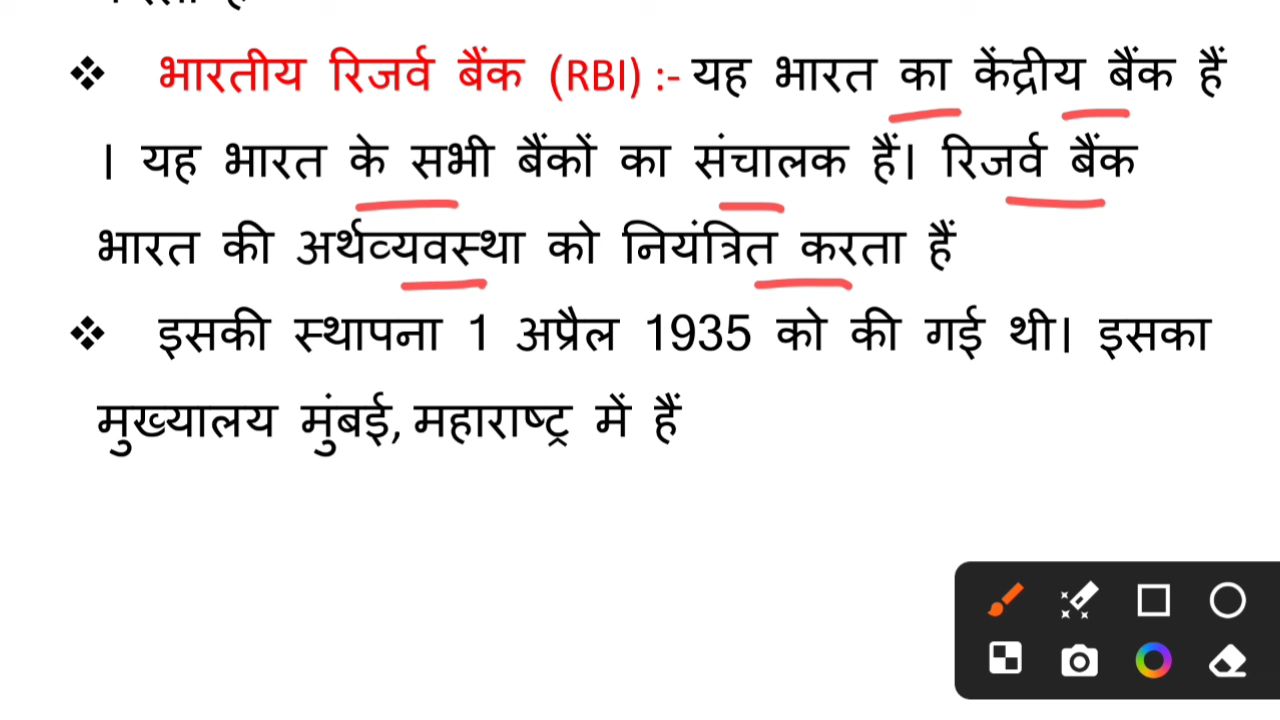 ❖ भारतीय रिजर्व बैंक (RBI) :- यह भारत का केंद्रीय बैंक हैं
। यह भारत के सभी बैंकों का संचालक हैं। रिजर्व बैंक
भारत की अर्थव्यवस्था को नियंत्रित करता हैं
❖ इसकी स्थापना 1 अप्रैल 1935 को की गई थी। इसका
मुख्यालय मुंबई, महाराष्ट्र में हैं